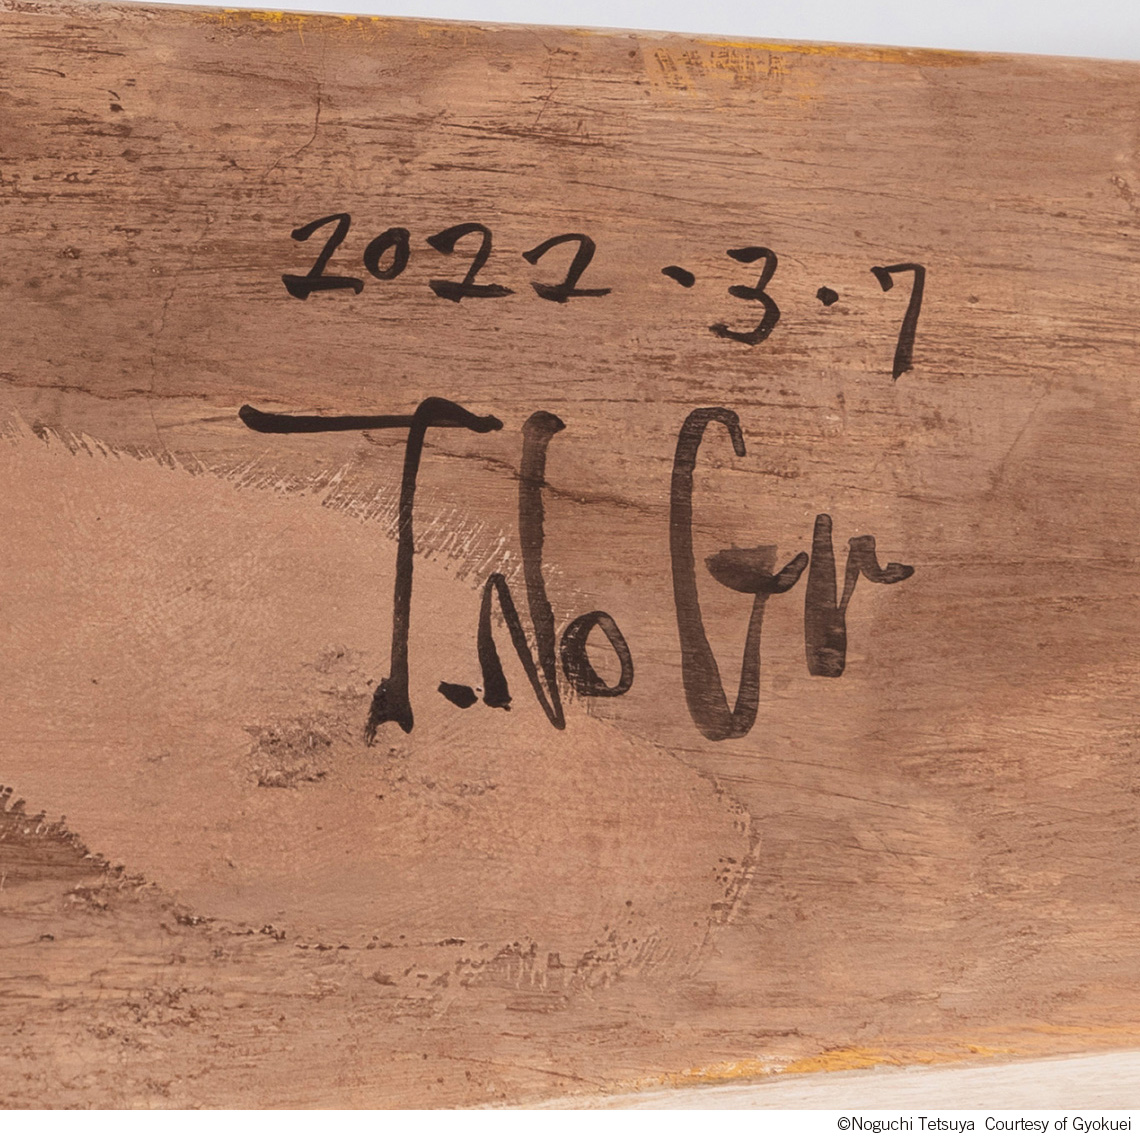 2022・3・7
T.NoGr
©Noguchi Tetsuya Courtesy of Gyokuei